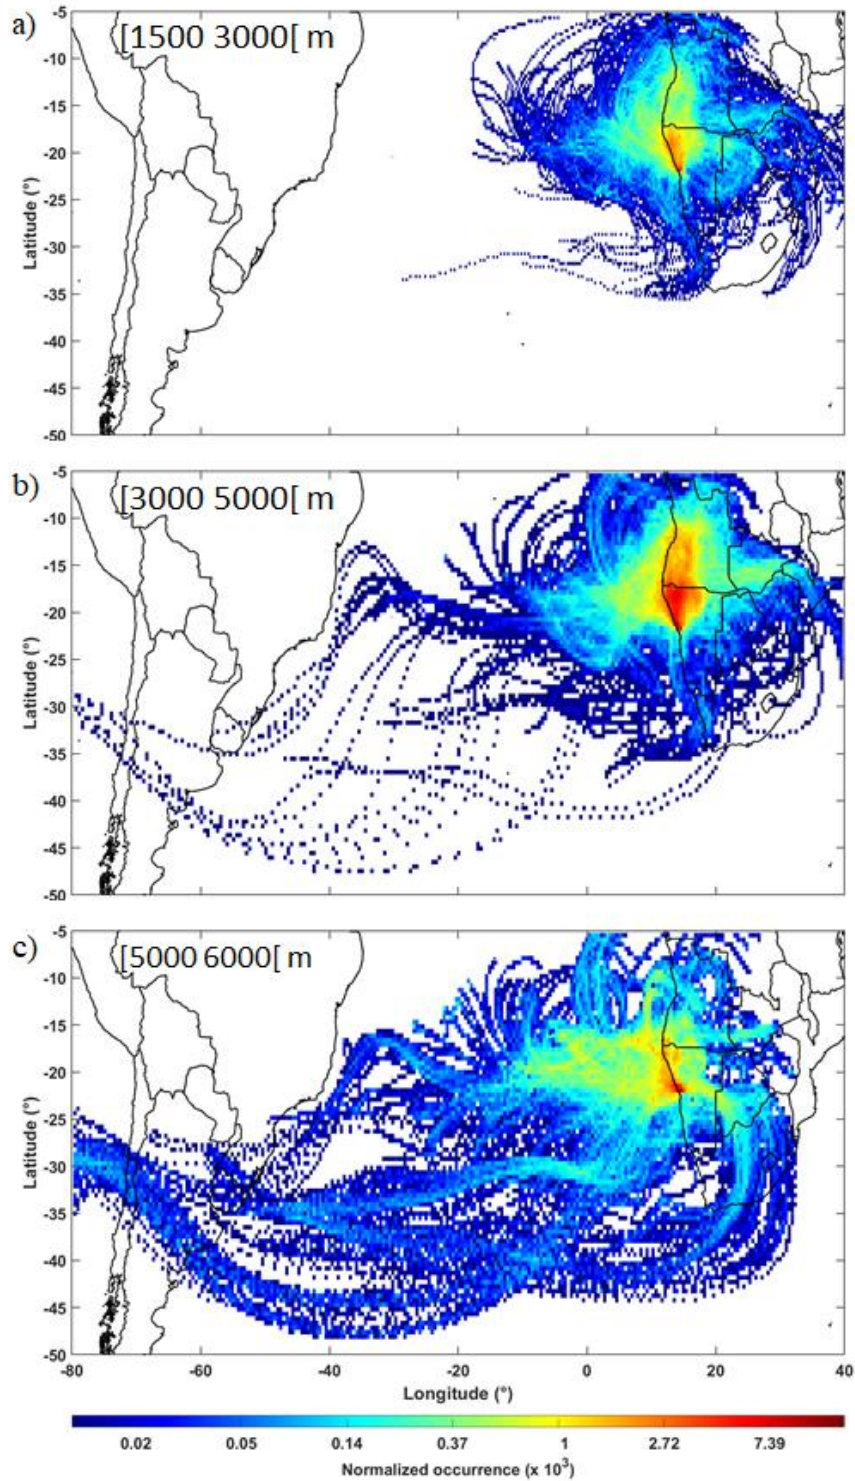 a)
[1500 3000[ m
-5
-10
-15
-20
-25
-30
-35
-40
-45
-50
Latitude (°)
b)
[3000 5000[ m
-5
-10
-15
-20
-25
-30
-35
-40
-45
-50
Latitude (°)
c)
[5000 6000[ m
-5
-10
-15
-20
-25
-30
-35
-40
-45
-50
Latitude (°)
-80 -60 -40 -20 0 20 40
Longitude (°)
0.02 0.05 0.14 0.37 1 2.72 7.39
Normalized occurrence (x 10³)